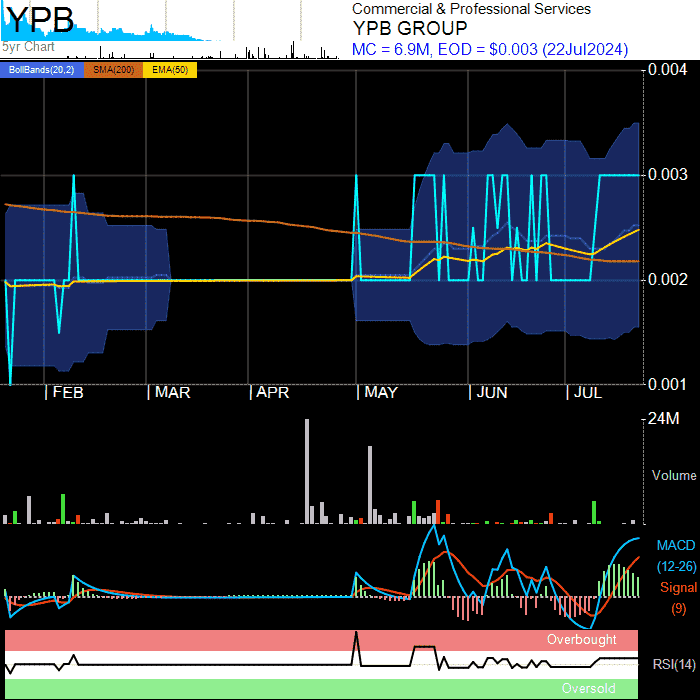 YPB
5yr Chart
Commercial & Professional Services
YPB GROUP
MC = 6.9M, EOD = $0.003 (22Jul2024)
BollBands(20,2) SMA(200) EMA(50)
0.004
0.003
0.002
0.001
FEB MAR APR MAY JUN JUL
24M
Volume
MACD
(12-26)
Signal
(9)
Overbought
RSI(14)
Oversold